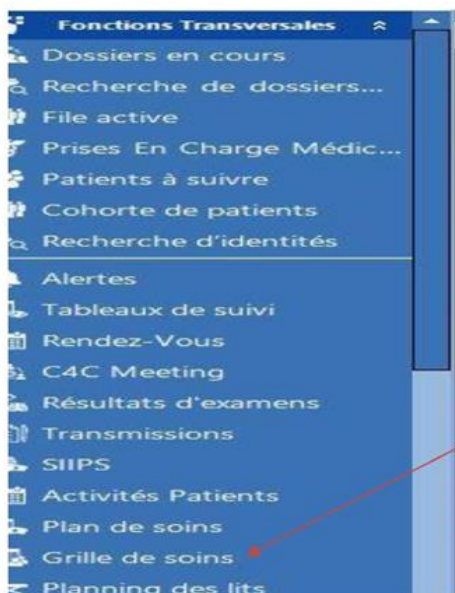 Fonctions Transversales
Dossiers en cours
Recherche de dossiers...
File active
Prises En Charge Médic...
Patients à suivre
Cohorte de patients
Recherche d'identités
Alertes
Tableaux de suivi
Rendez-Vous
C4C Meeting
Résultats d'examens
Transmissions
SIIPS
Activités Patients
Plan de soins
Grille de soins
Planning des lits